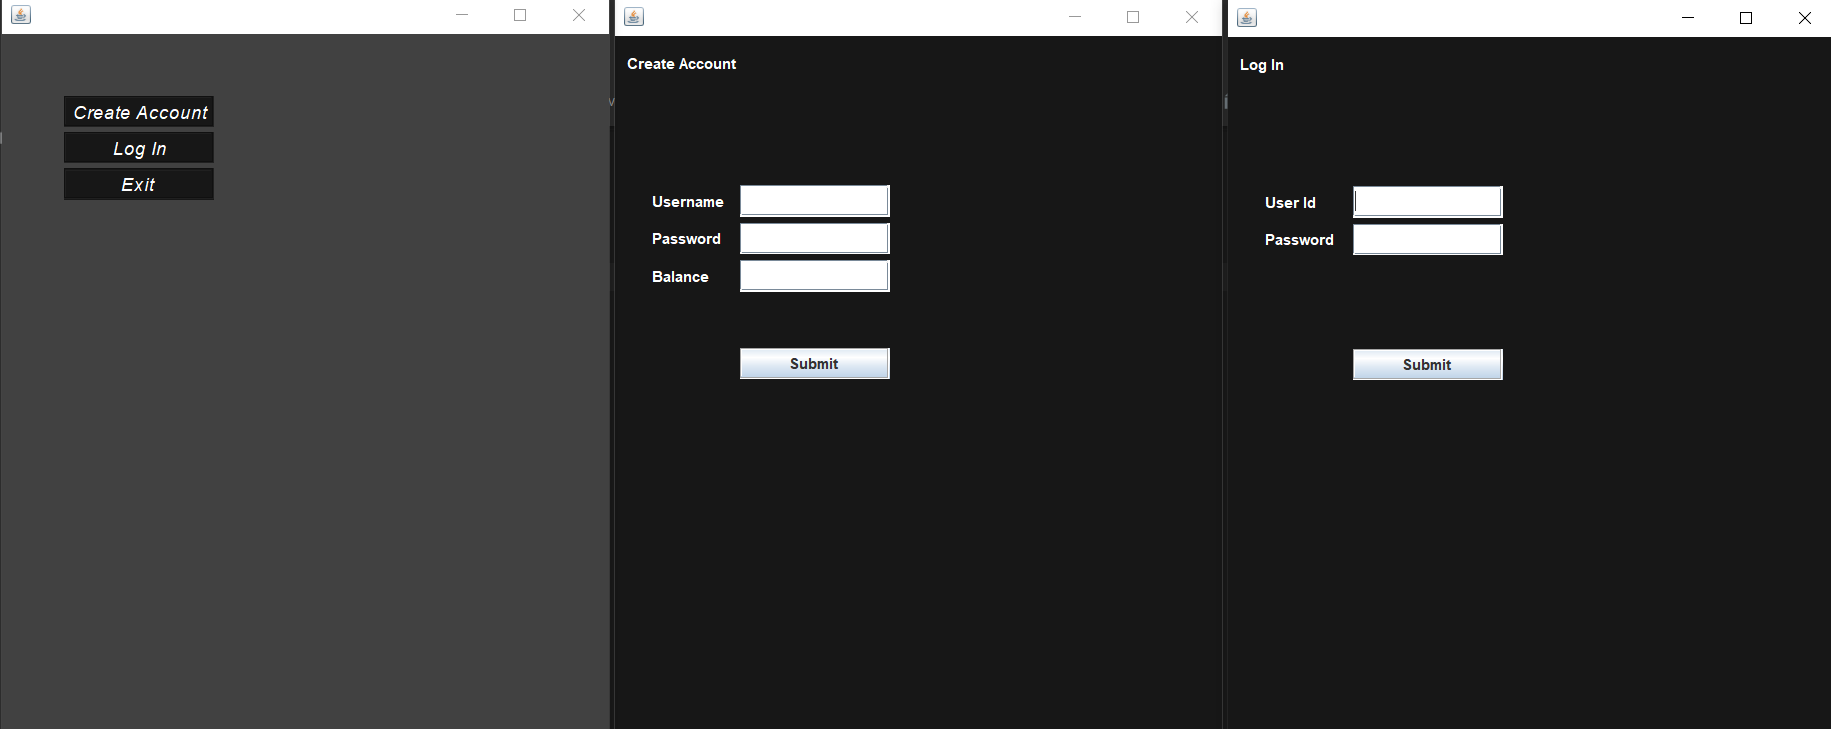 Create Account
Log In
Exit
Create Account
Username
Password
Balance
Submit
Log In
User Id
Password
Submit